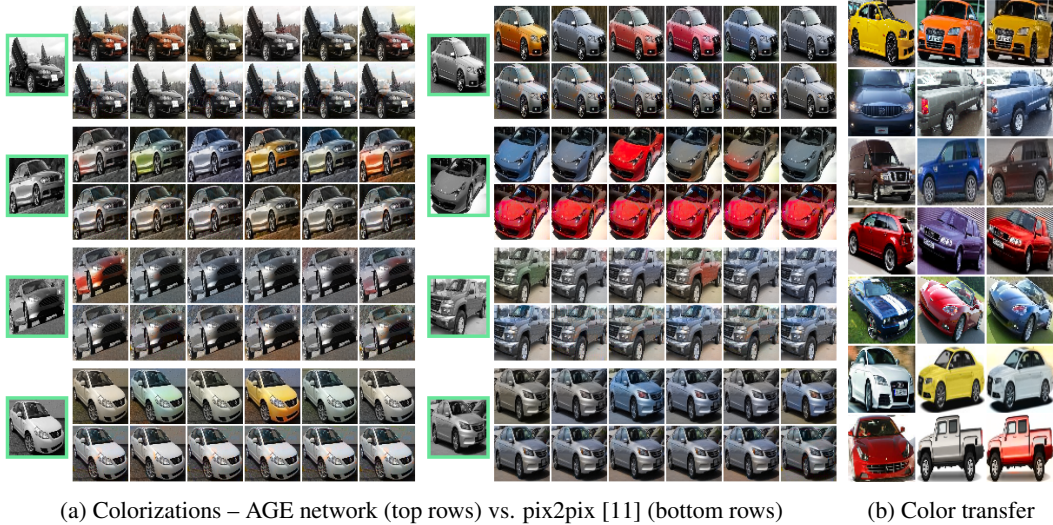 (a) Colorizations – AGE network (top rows) vs. pix2pix [11] (bottom rows)
(b) Color transfer